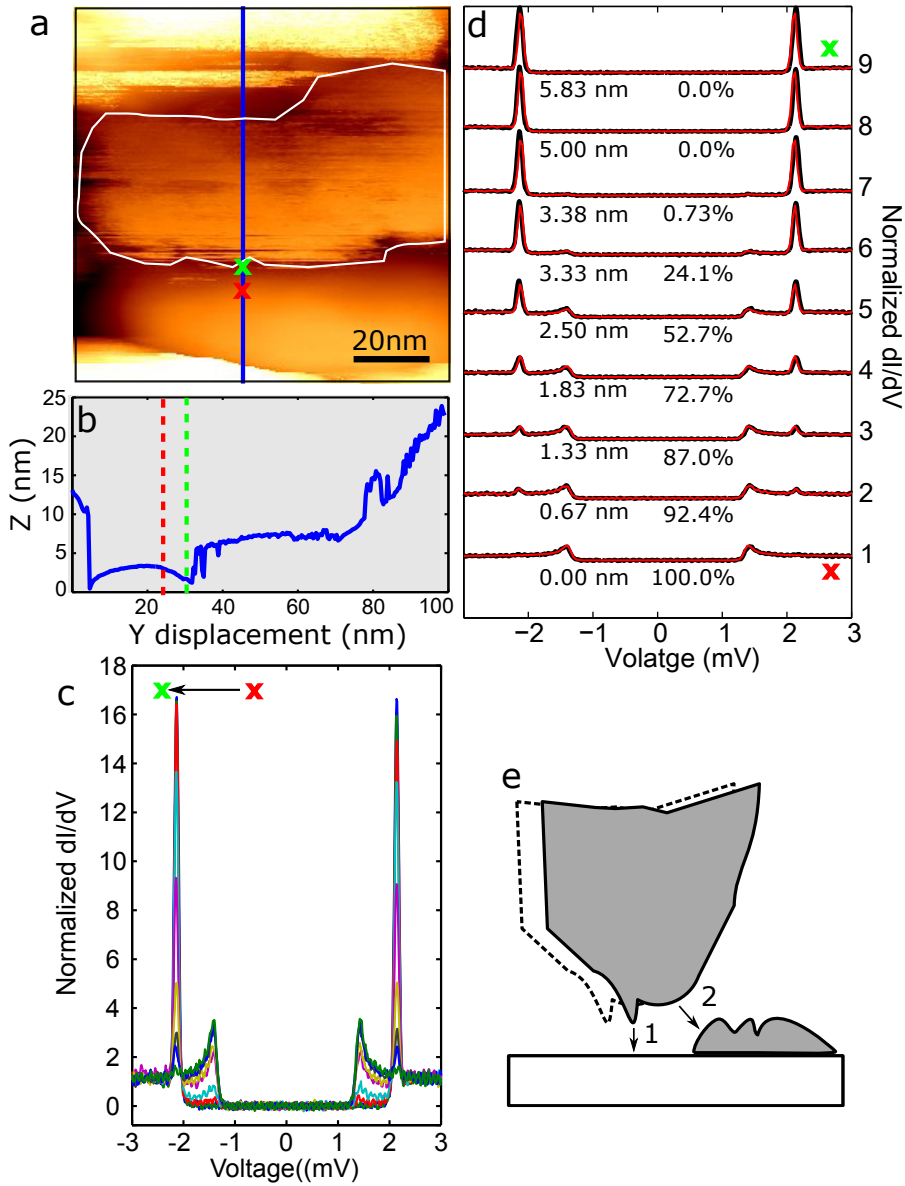 a
20nm
b
Z (nm)
25
20
15
10
5
0
20
40
60
80
100
Y displacement (nm)
c
x
x
Normalized dI/dV
18
16
14
12
10
8
6
4
2
0
-3
-2
-1
0
1
2
3
Voltage((mV)
d
x
9
5.83 nm 0.0%
8
5.00 nm 0.0%
7
3.38 nm 0.73%
6
3.33 nm 24.1%
5
2.50 nm 52.7%
4
1.83 nm 72.7%
3
1.33 nm 87.0%
2
0.67 nm 92.4%
1
0.00 nm 100.0%
x
Normalized dI/dV
−2
−1
0
1
2
3
Volatge (mV)
e
1
2